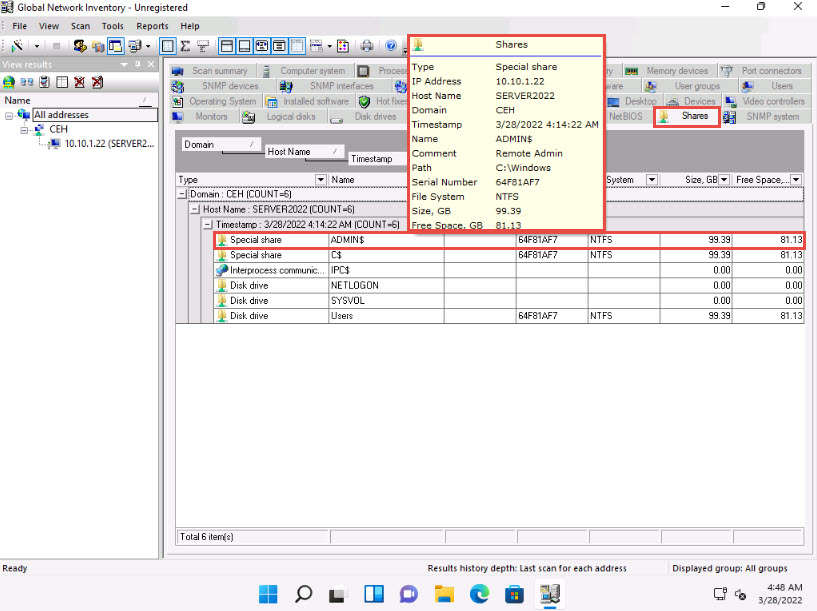 Global Network Inventory - Unregistered
File View Scan Tools Reports Help
View results
Name
All addresses
CEH
10.10.1.22 (SERVER2...
Scan summary Computer system Memory devices Port connectors
SNMP devices SNMP interfaces User groups Users
Operating System Installed software Desktop Devices Video controllers
Monitors Logical disks Disk drives NetBIOS Shares SNMP system
Shares
Type Special share
IP Address 10.10.1.22
Host Name SERVER2022
Domain CEH
Timestamp 3/28/2022 4:14:22 AM
Name ADMIN$
Comment Remote Admin
Path C:\Windows
Serial Number 64F81AF7
File System NTFS
Size, GB 99.39
Free Space, GB 81.13
Domain
Host Name
Timestamp
Type Name System Size, GB Free Space,...
Domain : CEH (COUNT=6)
Host Name : SERVER2022 (COUNT=6)
Timestamp : 3/28/2022 4:14:22 AM (COUNT=6)
Special share ADMIN$ 64F81AF7 NTFS 99.39 81.13
Special share C$ 64F81AF7 NTFS 99.39 81.13
Interprocess communic... IPC$ 0.00 0.00
Disk drive NETLOGON 0.00 0.00
Disk drive SYSVOL 0.00 0.00
Disk drive Users 64F81AF7 NTFS 99.39 81.13
Total 6 item(s)
Ready Results history depth: Last scan for each address Displayed group: All groups
4:48 AM
3/28/2022